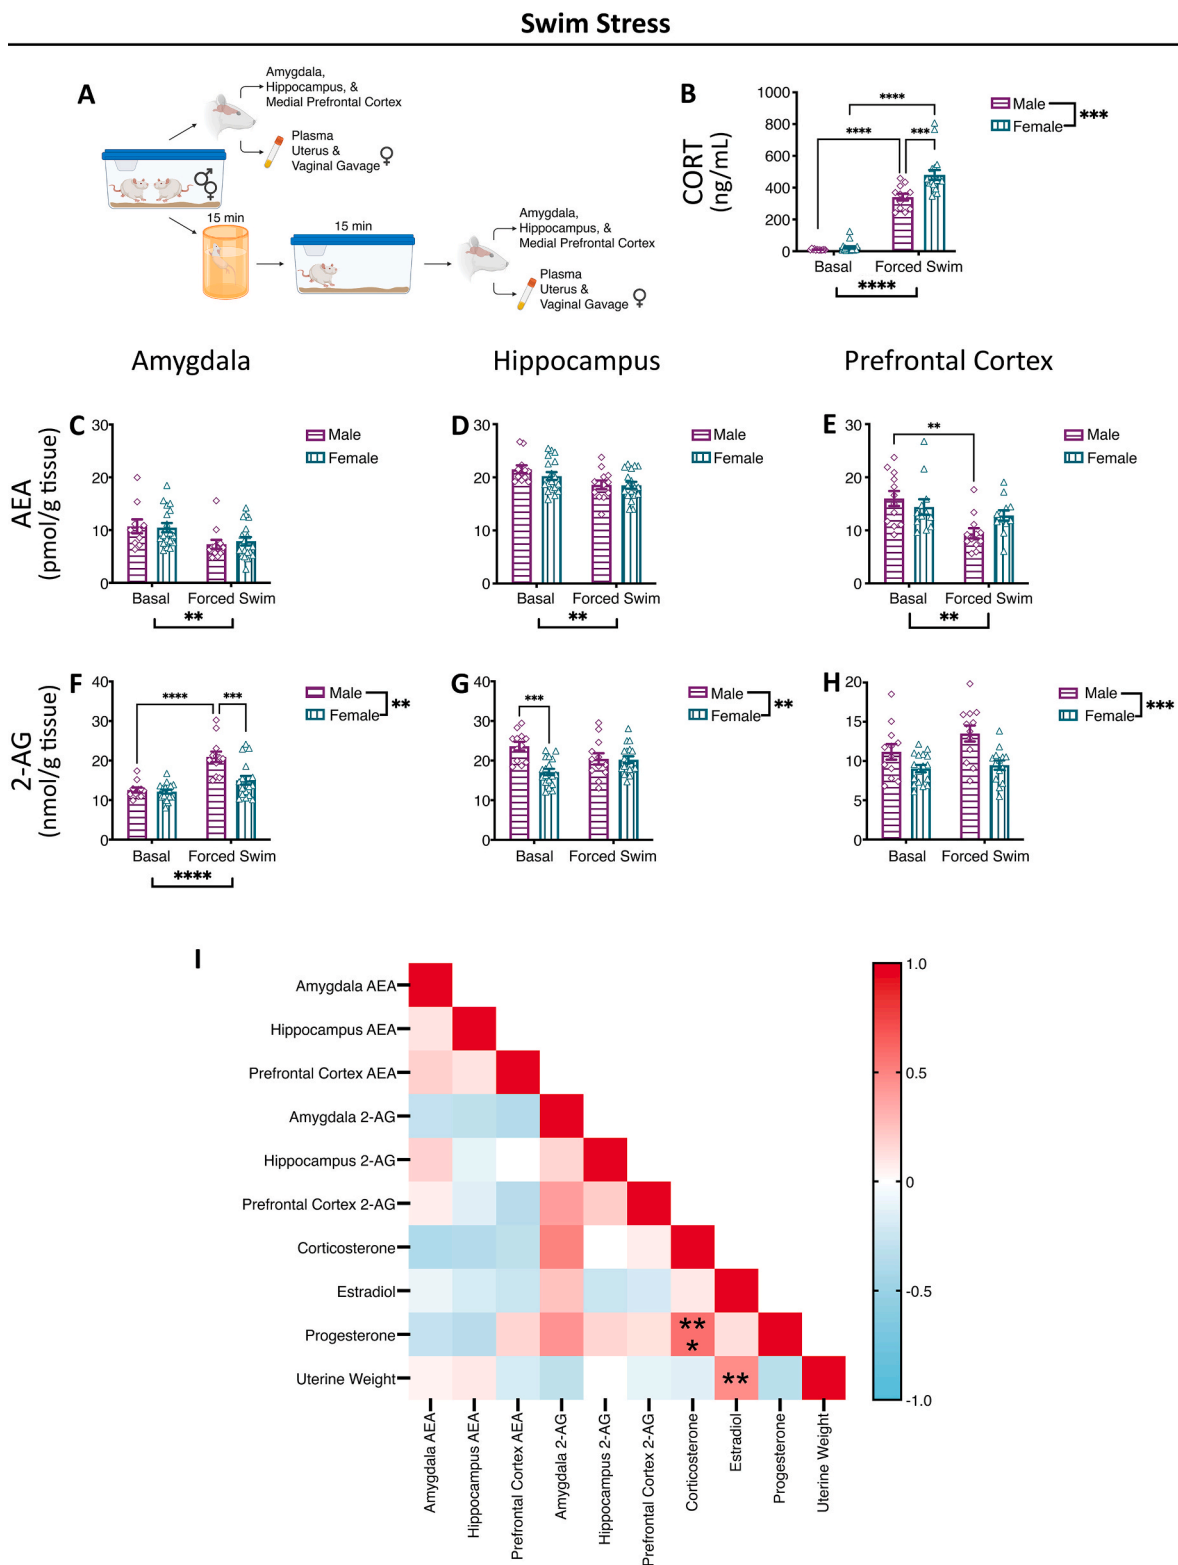 Swim Stress
A
Amygdala,
Hippocampus, &
Medial Prefrontal Cortex
Plasma
Uterus &
Vaginal Gavage ♀
15 min
15 min
Amygdala,
Hippocampus, &
Medial Prefrontal Cortex
Plasma
Uterus &
Vaginal Gavage ♀
B
CORT
(ng/mL)
1000
800
600
400
200
0
****
****
***
Male
Female
***
Basal
Forced Swim
****
Amygdala
Hippocampus
Prefrontal Cortex
AEA
(pmol/g tissue)
C
30
20
10
0
Male
Female
Basal
Forced Swim
**
D
30
20
10
0
Male
Female
Basal
Forced Swim
**
E
30
20
10
0
**
Male
Female
Basal
Forced Swim
**
2-AG
(nmol/g tissue)
F
40
30
20
10
0
****
***
Male
Female
**
Basal
Forced Swim
****
G
40
30
20
10
0
***
Male
Female
**
Basal
Forced Swim
H
20
15
10
5
0
Male
Female
***
Basal
Forced Swim
I
Amygdala AEA
Hippocampus AEA
Prefrontal Cortex AEA
Amygdala 2-AG
Hippocampus 2-AG
Prefrontal Cortex 2-AG
Corticosterone
Estradiol
Progesterone
Uterine Weight
**
*
**
Amygdala AEA
Hippocampus AEA
Prefrontal Cortex AEA
Amygdala 2-AG
Hippocampus 2-AG
Prefrontal Cortex 2-AG
Corticosterone
Estradiol
Progesterone
Uterine Weight
1.0
0.5
0
-0.5
-1.0